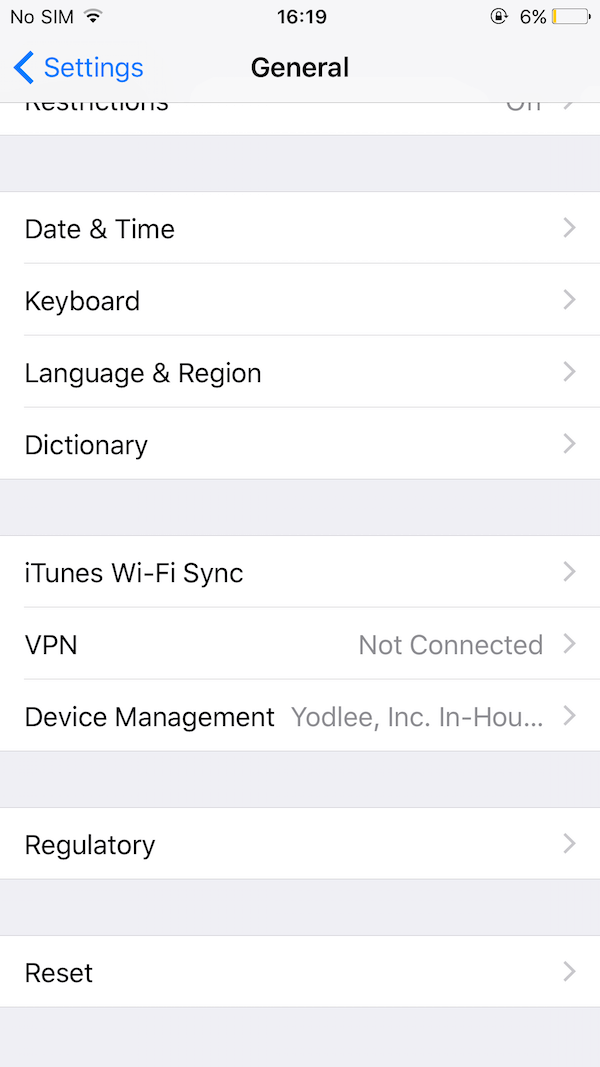 No SIM 16:19 6%
Settings General
Restrictions Off
Date & Time
Keyboard
Language & Region
Dictionary
iTunes Wi-Fi Sync
VPN Not Connected
Device Management Yodlee, Inc. In-Hou...
Regulatory
Reset